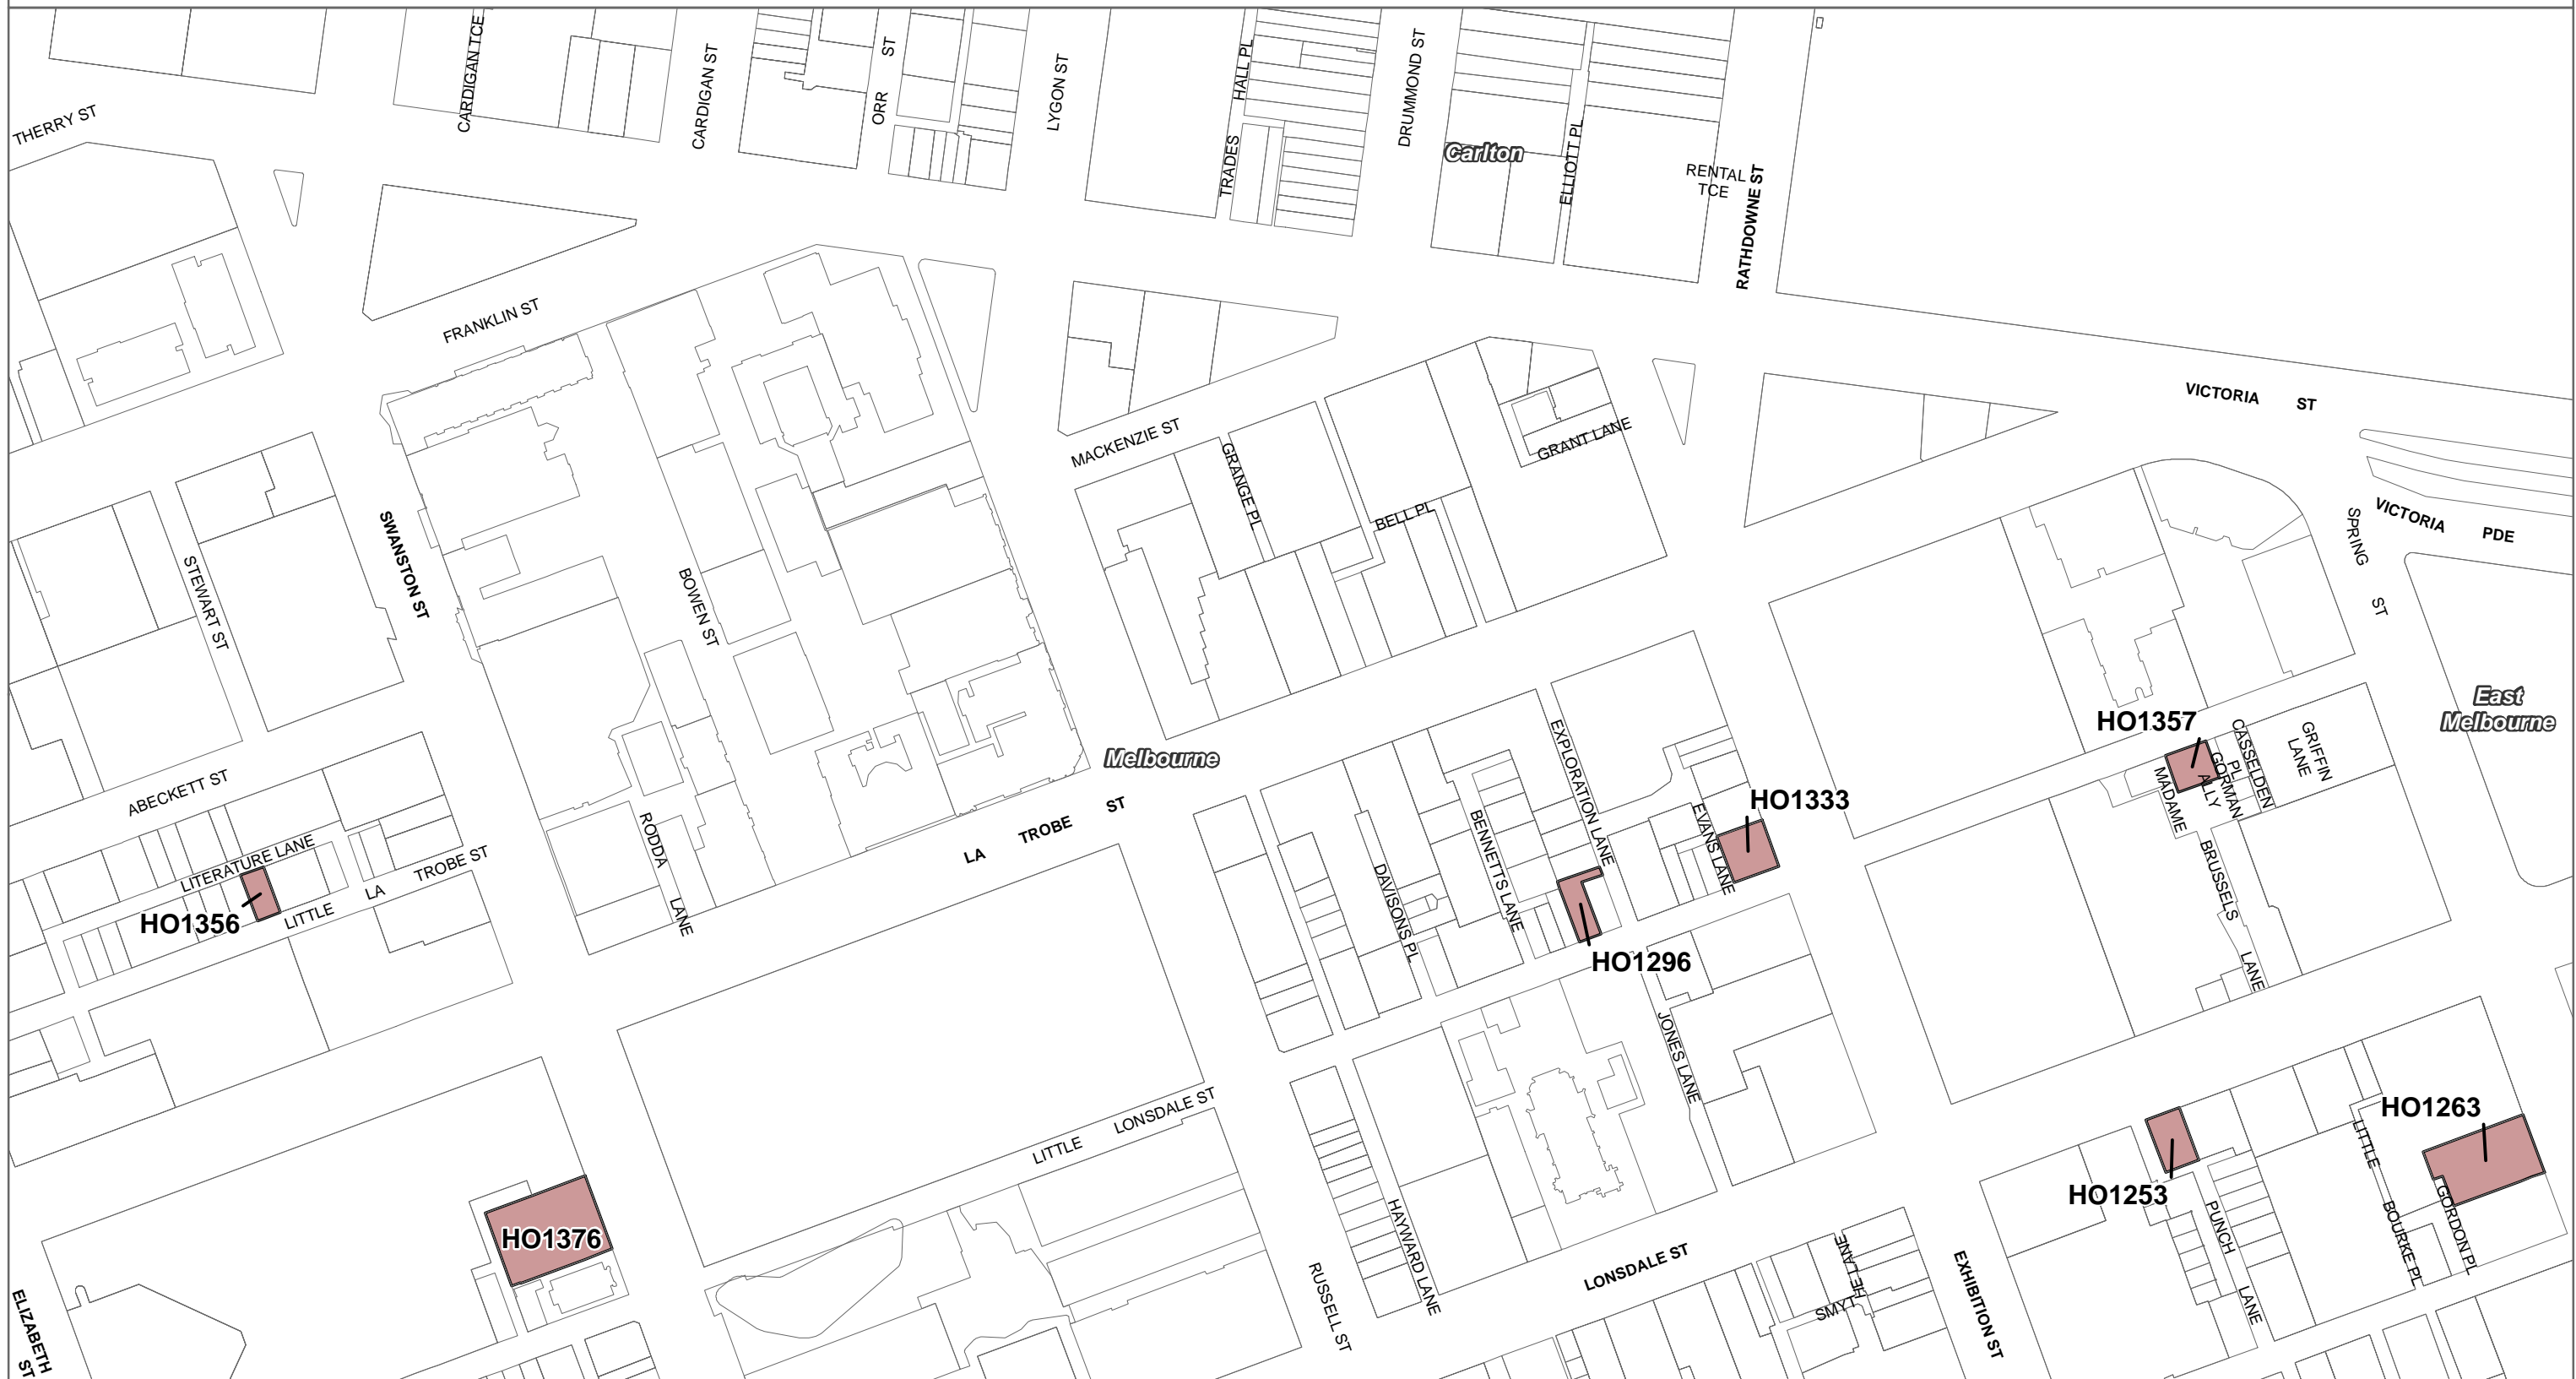 CARDIGAN TCE
CARDIGAN ST
ORR ST
LYGON ST
TRADES HALL PL
DRUMMOND ST
Carlton
ELLIOTT PL
RENTAL
TCE
RATHDOWNE ST
THERRY ST
FRANKLIN ST
MACKENZIE ST
GRANGE PL
BELL PL
GRANT LANE
VICTORIA ST
VICTORIA PDE
SPRING ST
SWANSTON ST
STEWART ST
BOWEN ST
East
Melbourne
HO1357
CASSELDEN
PL
GORMAN
ALLY
GRIFFIN
LANE
MADAME
BRUSSELS
LANE
Melbourne
EXPLORATION LANE
HO1333
EVANS LANE
ABECKETT ST
LITERATURE LANE
LITTLE LA TROBE ST
HO1356
RODDA LANE
LA TROBE ST
DAVISONS PL
BENNETTS LANE
HO1296
JONES LANE
LITTLE LONSDALE ST
HO1263
HO1253
LITTLE BOURKE PL
GORDON PL
PUNCH LANE
HO1376
HAYWARD LANE
RUSSELL ST
LONSDALE ST
SMYTHE LANE
EXHIBITION ST
ELIZABETH
ST